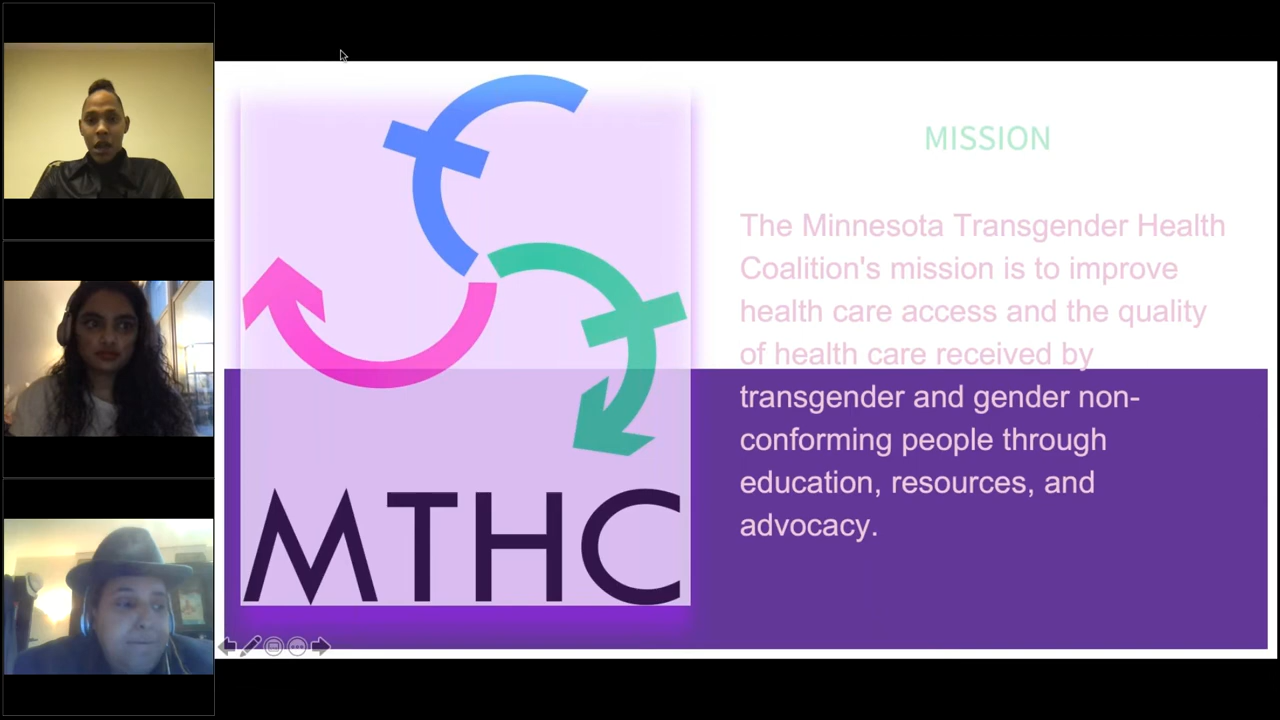 MISSION
The Minnesota Transgender Health
Coalition's mission is to improve
health care access and the quality
of health care received by
transgender and gender non-
conforming people through
education, resources, and
advocacy.
MTHC